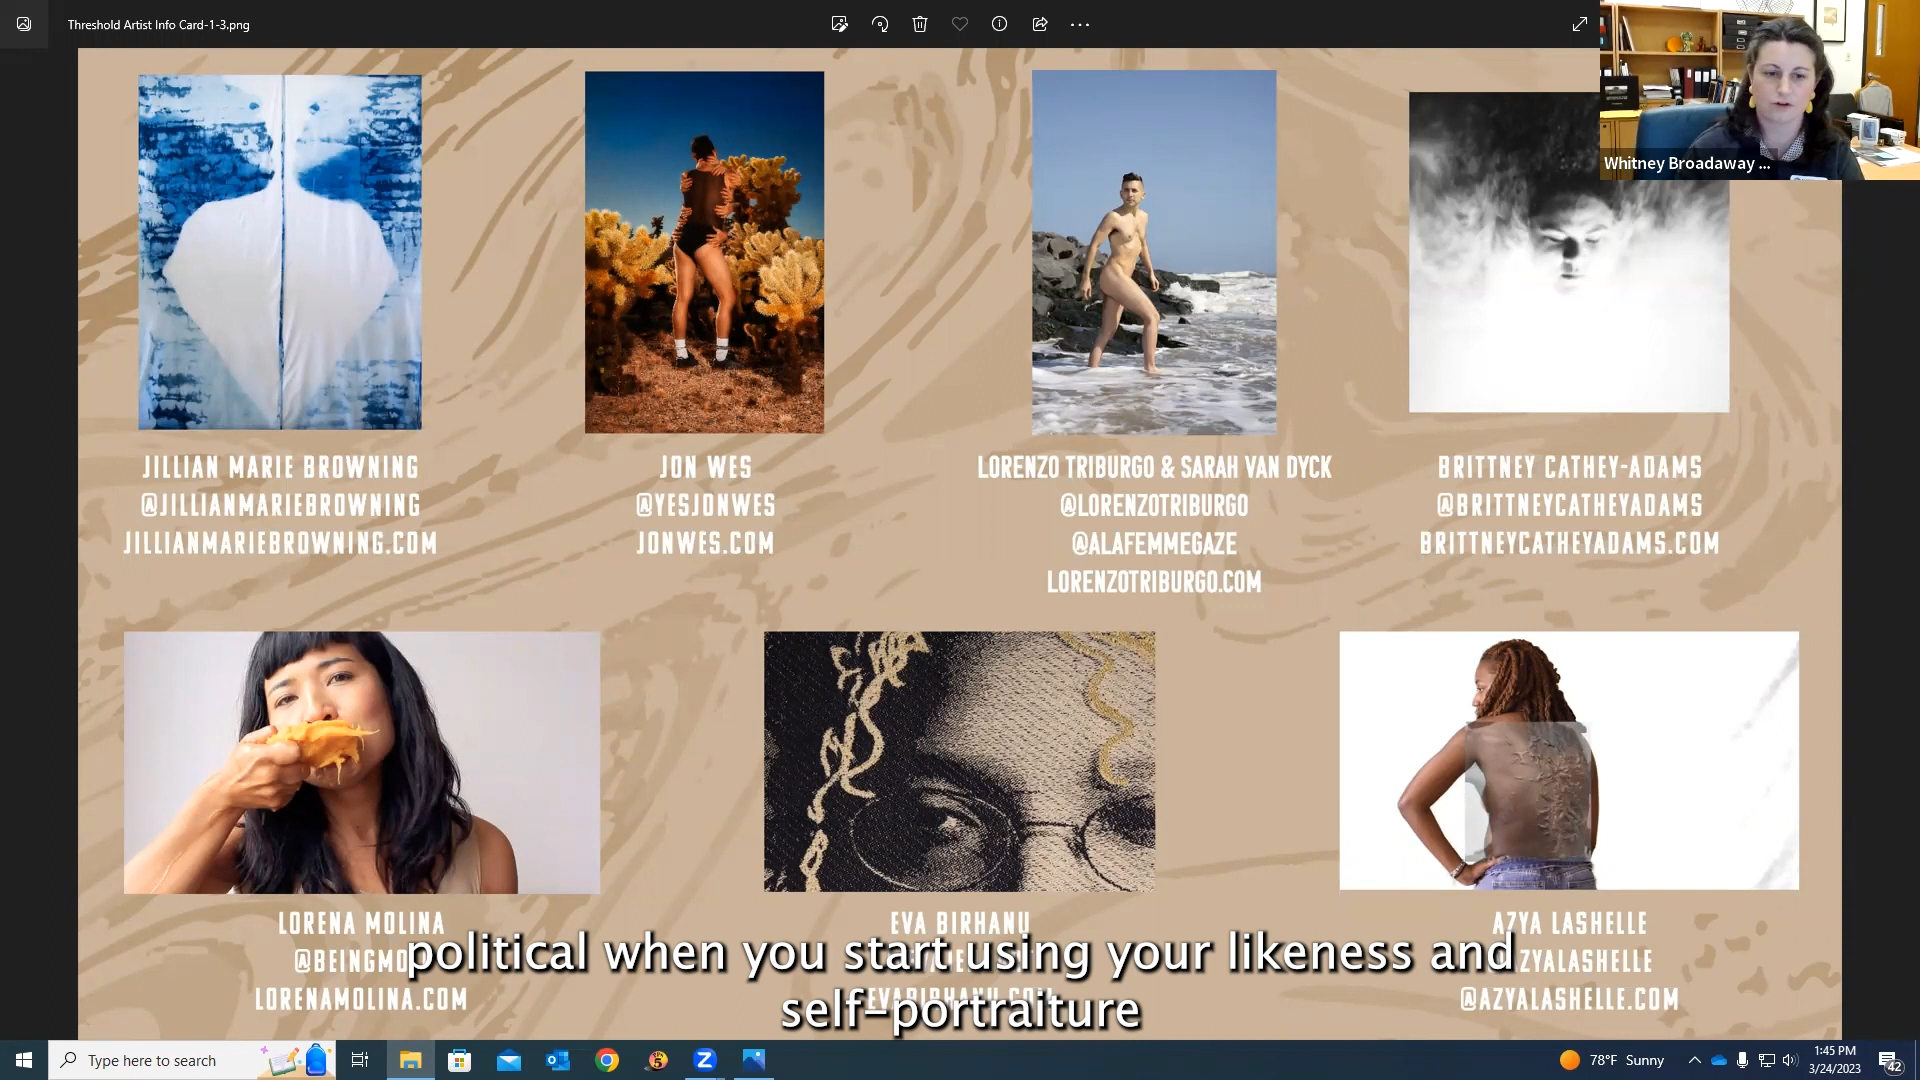 Threshold Artist Info Card-1-3.png
Whitney Broadaway ...
JILLIAN MARIE BROWNING
@JILLIANMARIEBROWNING
JILLIANMARIEBROWNING.COM
JON WES
@YESJONWES
JONWES.COM
LORENZO TRIBURGO & SARAH VAN DYCK
@LORENZOTRIBURGO
@ALAFEMMEGAZE
LORENZOTRIBURGO.COM
BRITTNEY CATHEY-ADAMS
@BRITTNEYCATHEYADAMS
BRITTNEYCATHEYADAMS.COM
LORENA MOLINA
LORENAMOLINA.COM
EVA BIRHANU
AZYA LASHELLE
@AZYALASHELLE.COM
political when you start using your likeness and
self-portraiture
Type here to search
78°F Sunny
1:45 PM
3/24/2023
42